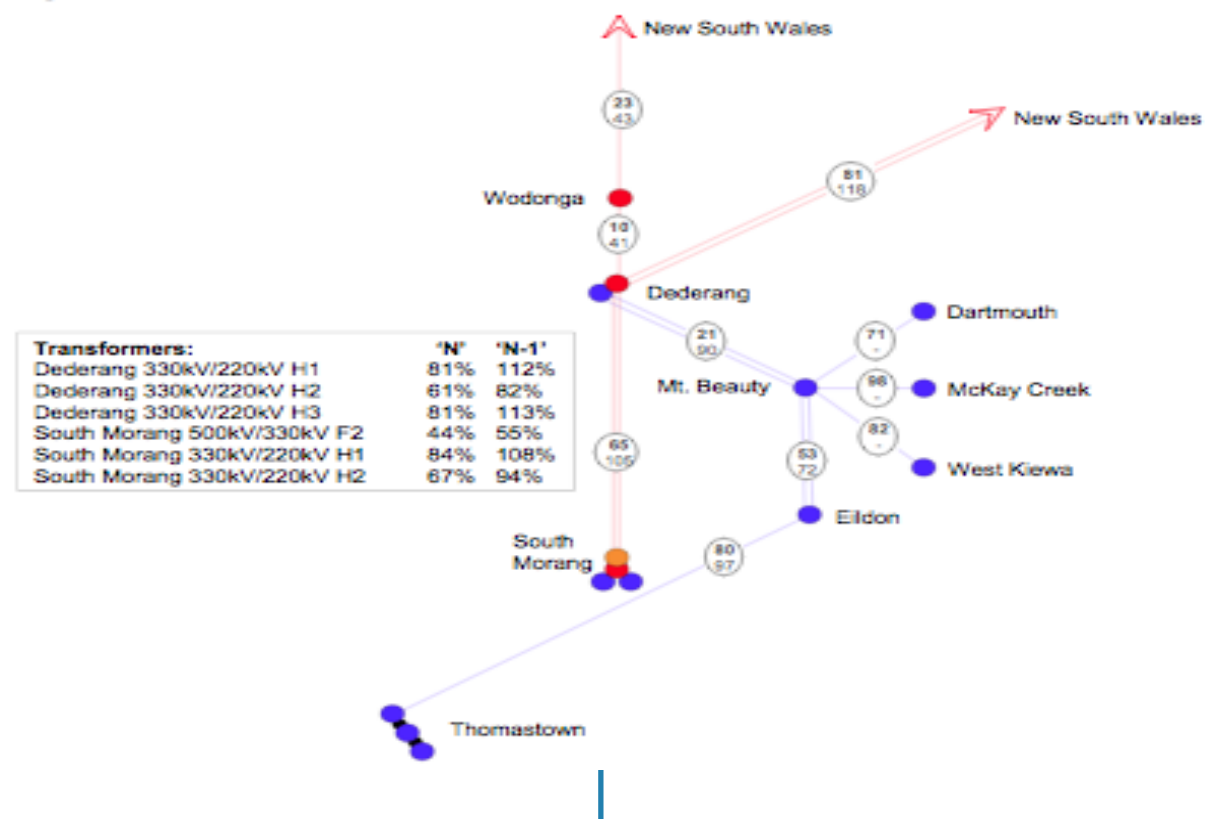 New South Wales
23
43
New South Wales
81
118
Wodonga
10
41
Dederang
Dartmouth
21
90
71
-
Transformers: 'N' 'N-1'
Dederang 330kV/220kV H1 81% 112%
Dederang 330kV/220kV H2 61% 82%
Dederang 330kV/220kV H3 81% 113%
South Morang 500kV/330kV F2 44% 55%
South Morang 330kV/220kV H1 84% 108%
South Morang 330kV/220kV H2 67% 94%
Mt. Beauty
98
-
McKay Creek
82
-
65
105
53
72
West Kiewa
Eildon
South
Morang
80
97
Thomastown